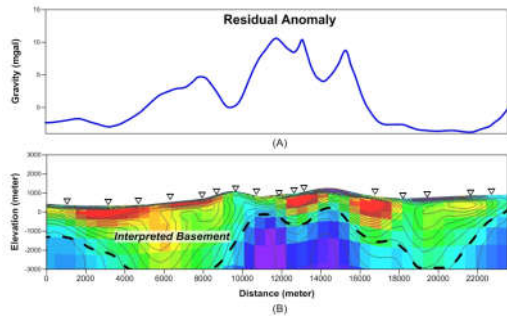 Residual Anomaly
Gravity (mgal)
15
10
5
(A)
Elevation (meter)
3000
2000
1000
0
-1000
-2000
-3000
Interpreted Basement
0 2000 4000 6000 8000 10000 12000 14000 16000 18000 20000 22000
Distance (meter)
(B)